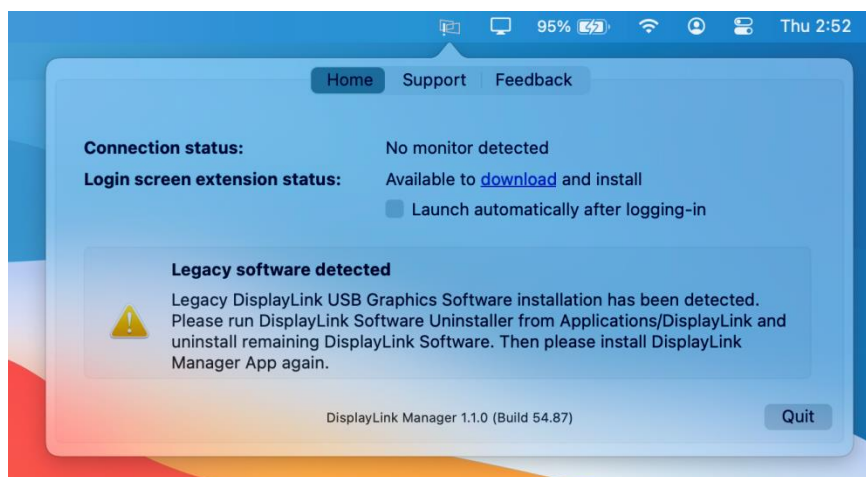 95% Thu 2:52
Home Support Feedback
Connection status: No monitor detected
Login screen extension status: Available to download and install
Launch automatically after logging-in
Legacy software detected
Legacy DisplayLink USB Graphics Software installation has been detected.
Please run DisplayLink Software Uninstaller from Applications/DisplayLink and
uninstall remaining DisplayLink Software. Then please install DisplayLink
Manager App again.
DisplayLink Manager 1.1.0 (Build 54.87) Quit